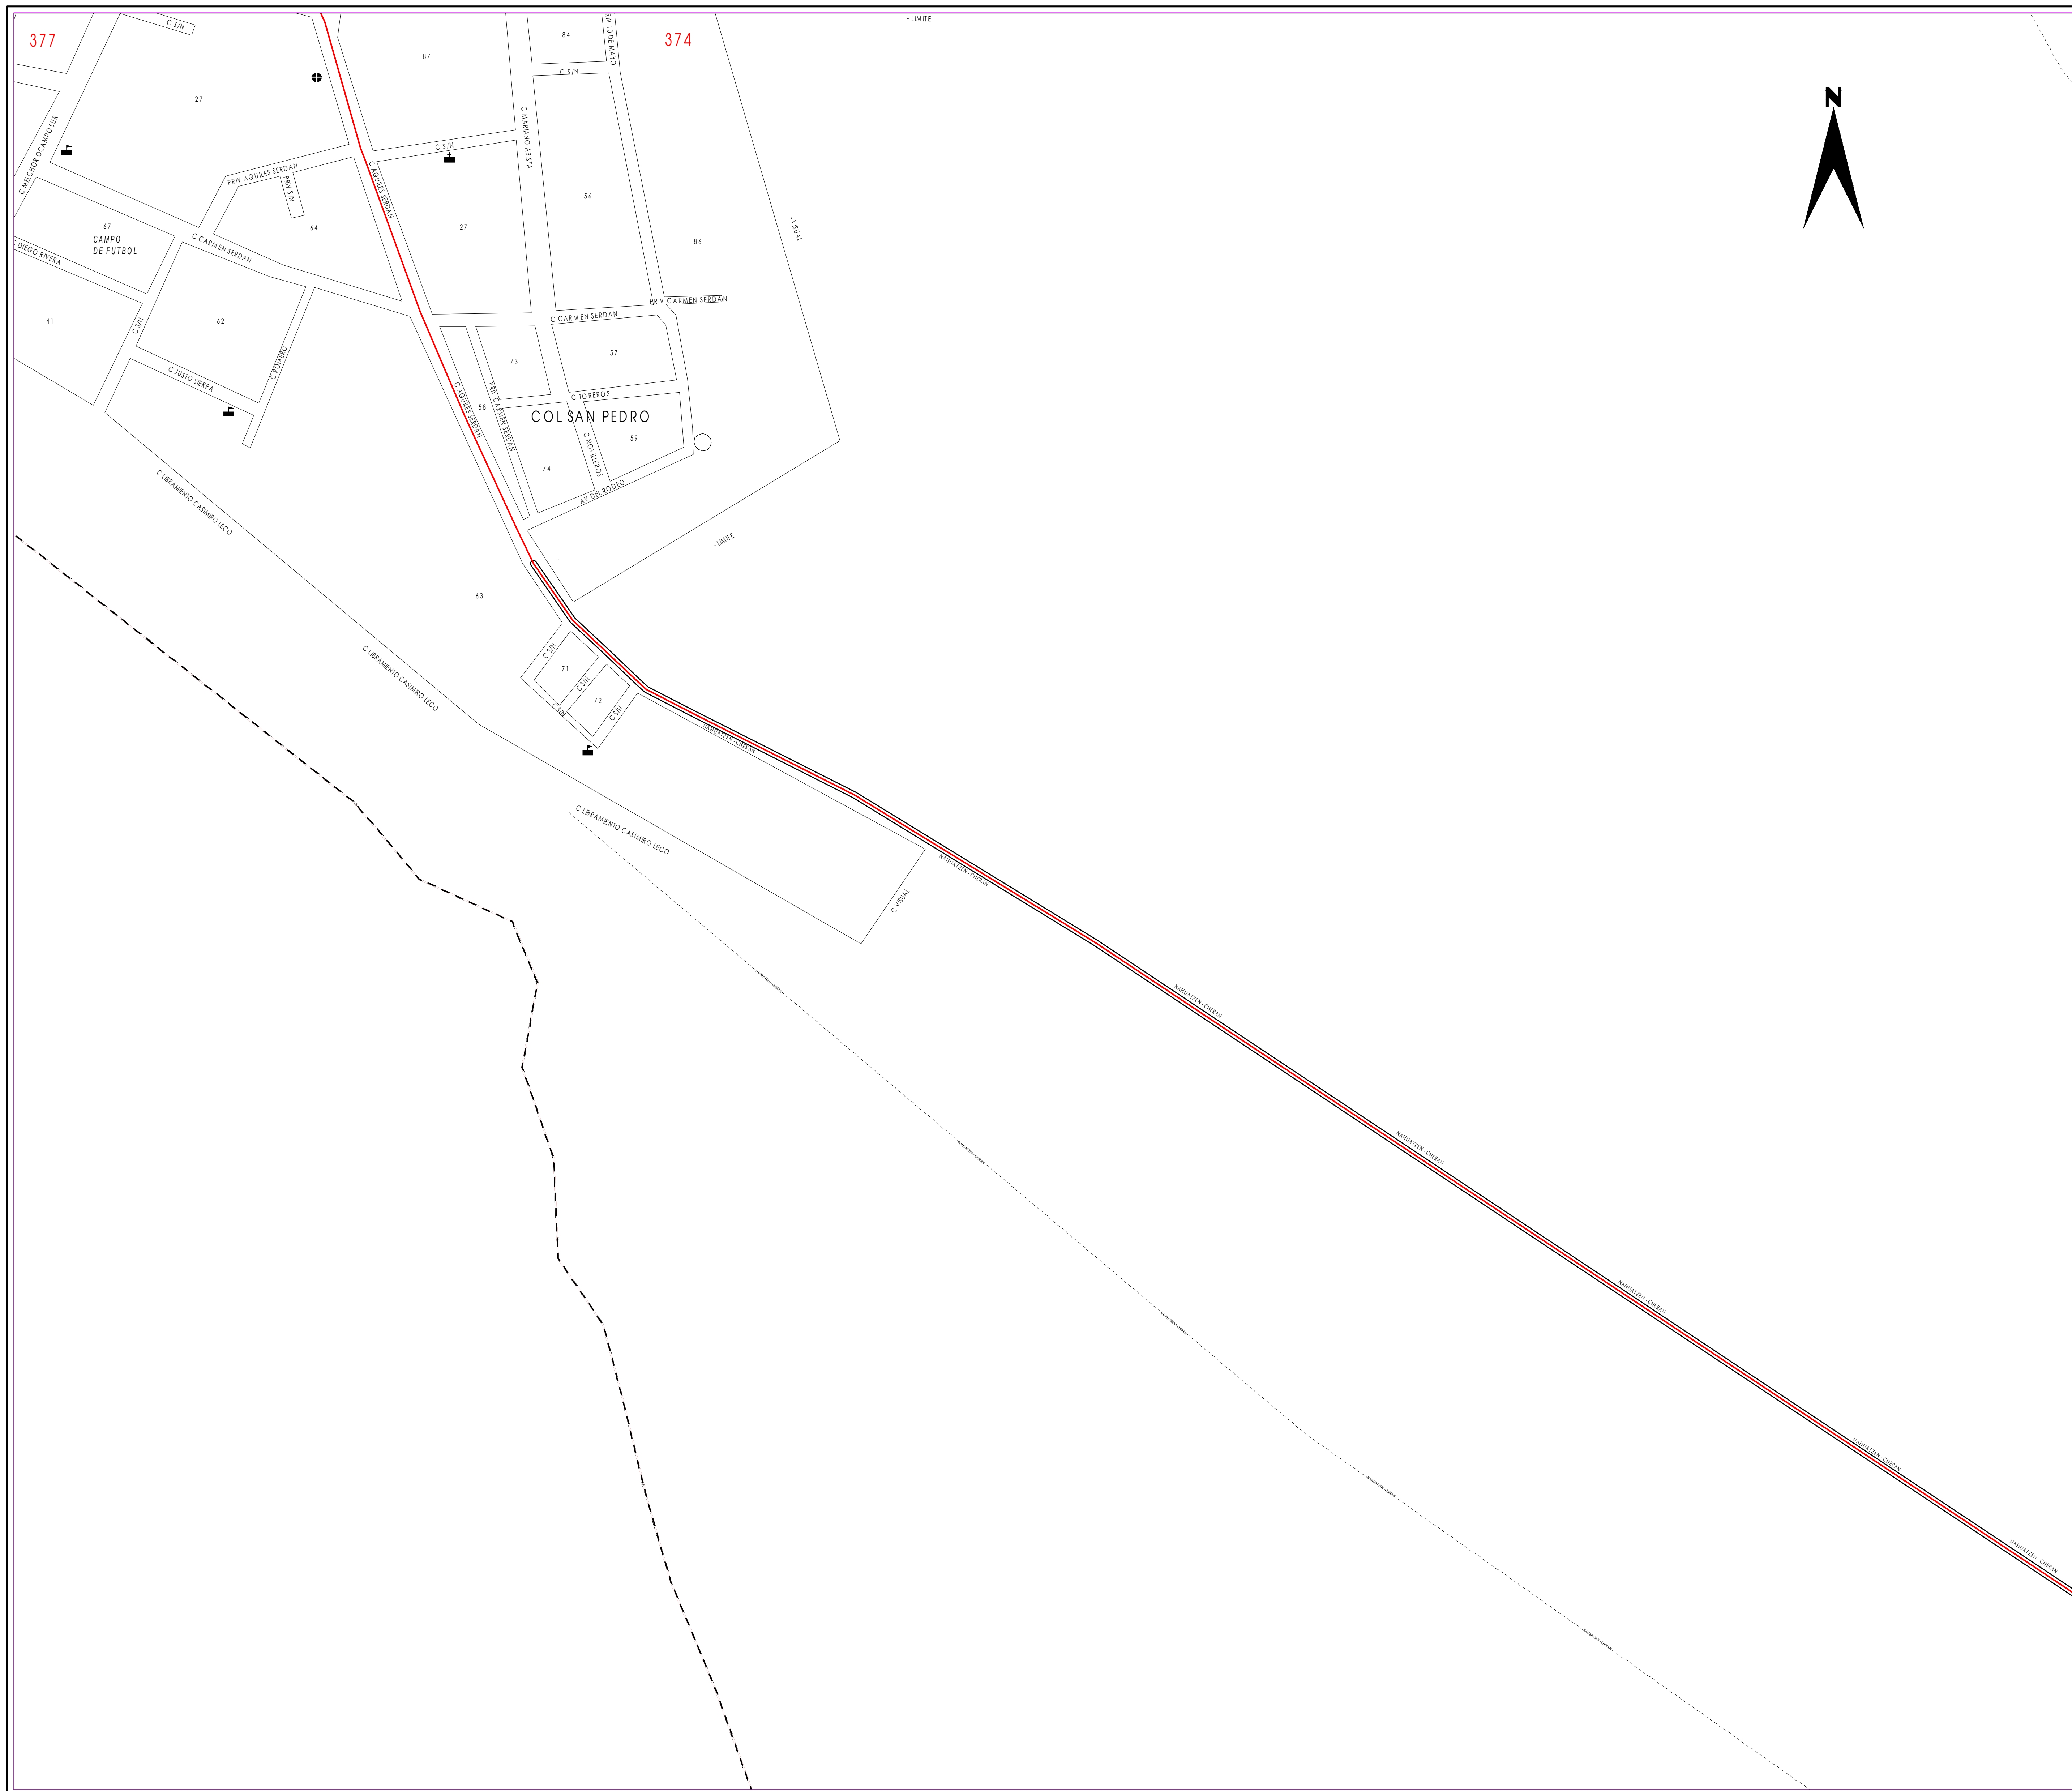 - LIMITE
C S/N
377
374
84
PRIV 10 DE MAYO
87
C S/N
27
C MARIANO ARISTA
C MELCHOR OCAMPO SUR
C S/N
PRIV AQUILES SERDAN
PRIV S/N
C AQUILES SERDAN
56
67
64
27
86
- VISUAL
CAMPO
DE FUTBOL
C CARMEN SERDAN
C DIEGO RIVERA
PRIV CARMEN SERDAN
41
C S/N
62
C CARMEN SERDAN
57
C ROMERO
73
C JUSTO SIERRA
C AQUILES SERDAN
58
PRIV CARMEN SERDAN
C TOREROS
COL SAN PEDRO
59
C NOVILLEROS
74
AV DEL RODEO
C LIBRAMIENTO CASIMIRO LECO
- LIMITE
63
C S/N
71
C S/N
72
C S/N
C S/N
C LIBRAMIENTO CASIMIRO LECO
NAHUATZEN - CHERAN
C LIBRAMIENTO CASIMIRO LECO
NAHUATZEN - CHERAN
C VISUAL
NAHUATZEN - CHERAN
NAHUATZEN - CHERAN
NAHUATZEN - CHERAN
NAHUATZEN - CHERAN
NAHUATZEN - CHERAN
N